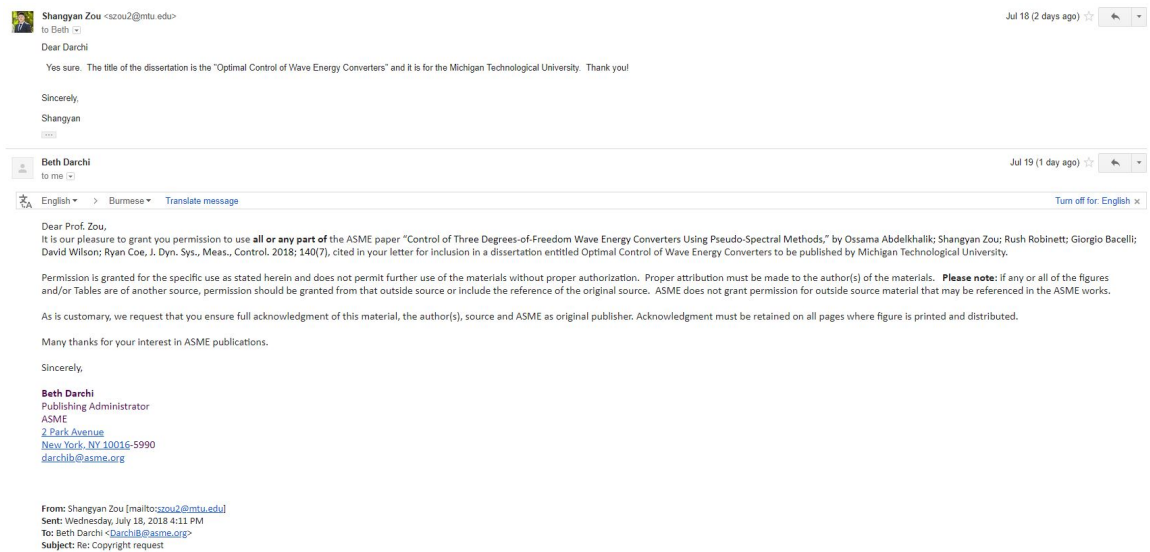 Shangyan Zou <szou2@mtu.edu>
Jul 18 (2 days ago)
to Beth
Dear Darchi
Yes sure. The title of the dissertation is the "Optimal Control of Wave Energy Converters" and it is for the Michigan Technological University. Thank you!
Sincerely,
Shangyan
Beth Darchi
Jul 19 (1 day ago)
to me
English > Burmese Translate message
Turn off for: English x
Dear Prof. Zou,
It is our pleasure to grant you permission to use all or any part of the ASME paper "Control of Three Degrees-of-Freedom Wave Energy Converters Using Pseudo-Spectral Methods," by Ossama Abdelkhalik; Shangyan Zou; Rush Robinett; Giorgio Bacelli;
David Wilson; Ryan Coe, J. Dyn. Sys., Meas., Control. 2018; 140(7), cited in your letter for inclusion in a dissertation entitled Optimal Control of Wave Energy Converters to be published by Michigan Technological University.
Permission is granted for the specific use as stated herein and does not permit further use of the materials without proper authorization. Proper attribution must be made to the author(s) of the materials. Please note: if any or all of the figures
and/or Tables are of another source, permission should be granted from that outside source or include the reference of the original source. ASME does not grant permission for outside source material that may be referenced in the ASME works.
As is customary, we request that you ensure full acknowledgment of this material, the author(s), source and ASME as original publisher. Acknowledgment must be retained on all pages where figure is printed and distributed.
Many thanks for your interest in ASME publications.
Sincerely,
Beth Darchi
Publishing Administrator
ASME
2 Park Avenue
New York, NY 10016-5990
darchib@asme.org
From: Shangyan Zou [mailto:szou2@mtu.edu]
Sent: Wednesday, July 18, 2018 4:11 PM
To: Beth Darchi <DarchiB@asme.org>
Subject: Re: Copyright request